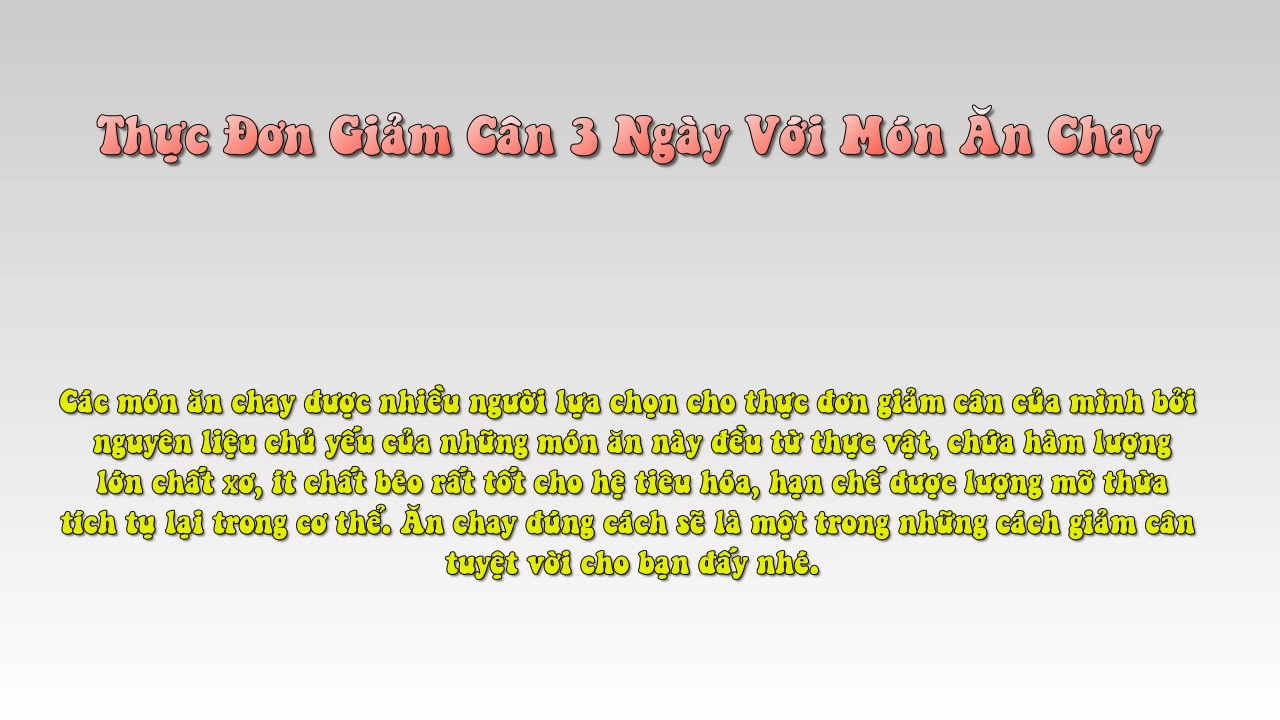 Thực Đơn Giảm Cân 3 Ngày Với Món Ăn Chay
Các món ăn chay được nhiều người lựa chọn cho thực đơn giảm cân của mình bởi
nguyên liệu chủ yếu của những món ăn này đều từ thực vật, chứa hàm lượng
lớn chất xơ, ít chất béo rất tốt cho hệ tiêu hóa, hạn chế được lượng mỡ thừa
tích tụ lại trong cơ thể. Ăn chay đúng cách sẽ là một trong những cách giảm cân
tuyệt vời cho bạn đấy nhé.